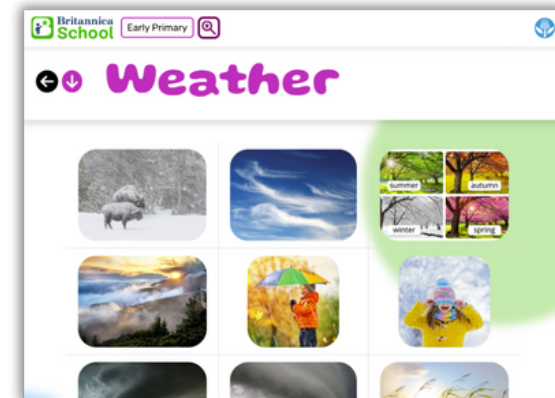 Britannica
School
Early Primary
Weather
summer
autumn
winter
spring